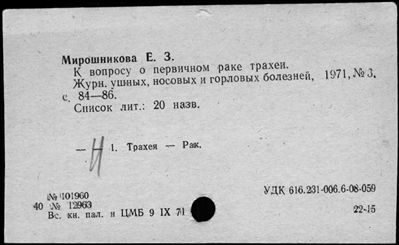 Мирошникова Е. З.
К вопросу о первичном раке трахеи.
Журн. ушных, носовых и горловых болезней, 1971, № 3,
с. 84—86.
Список лит.: 20 назв.
— Н 1. Трахея — Рак.
№ 101960
40 № 12963
Вс. кн. пал. и ЦМБ 9 IX 71
УДК 616.231-006.6-08-059
22-15